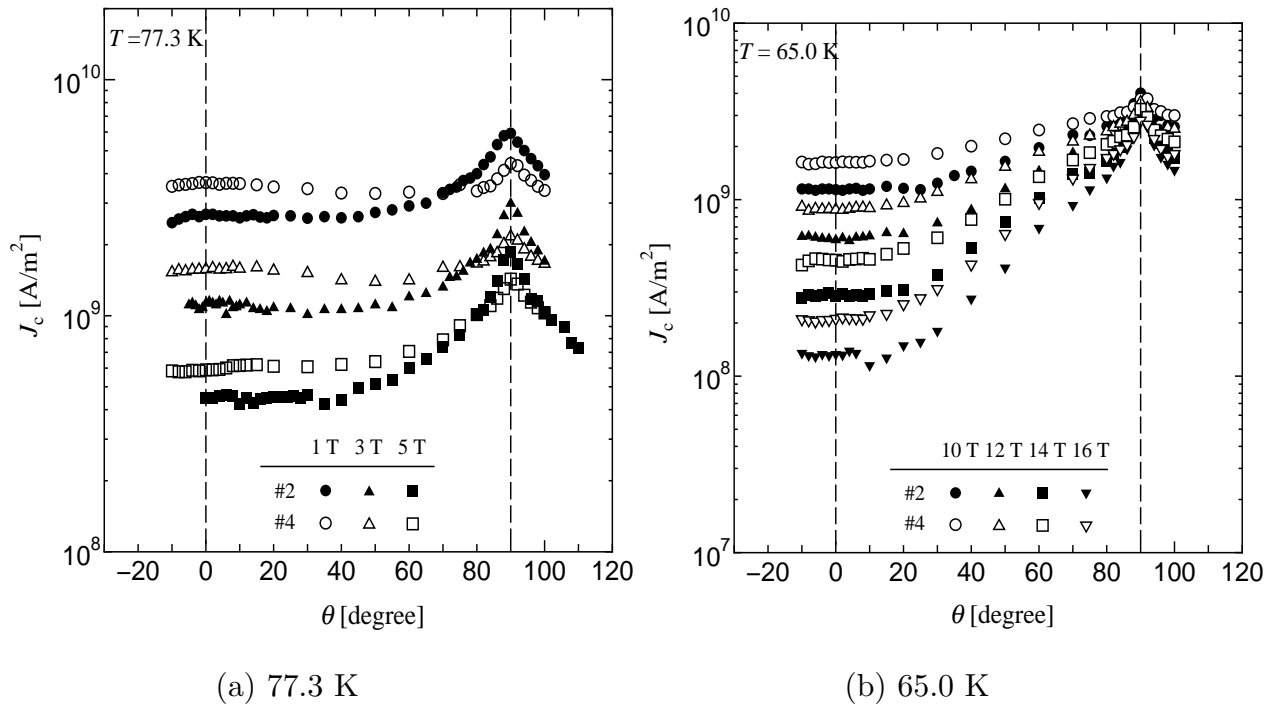 T =77.3 K
10^10
10^9
10^8
J_c [A/m^2]
−20 0 20 40 60 80 100 120
θ [degree]
1 T 3 T 5 T
#2
#4
(a) 77.3 K
T = 65.0 K
10^10
10^9
10^8
10^7
J_c [A/m^2]
−20 0 20 40 60 80 100 120
θ [degree]
10 T 12 T 14 T 16 T
#2
#4
(b) 65.0 K